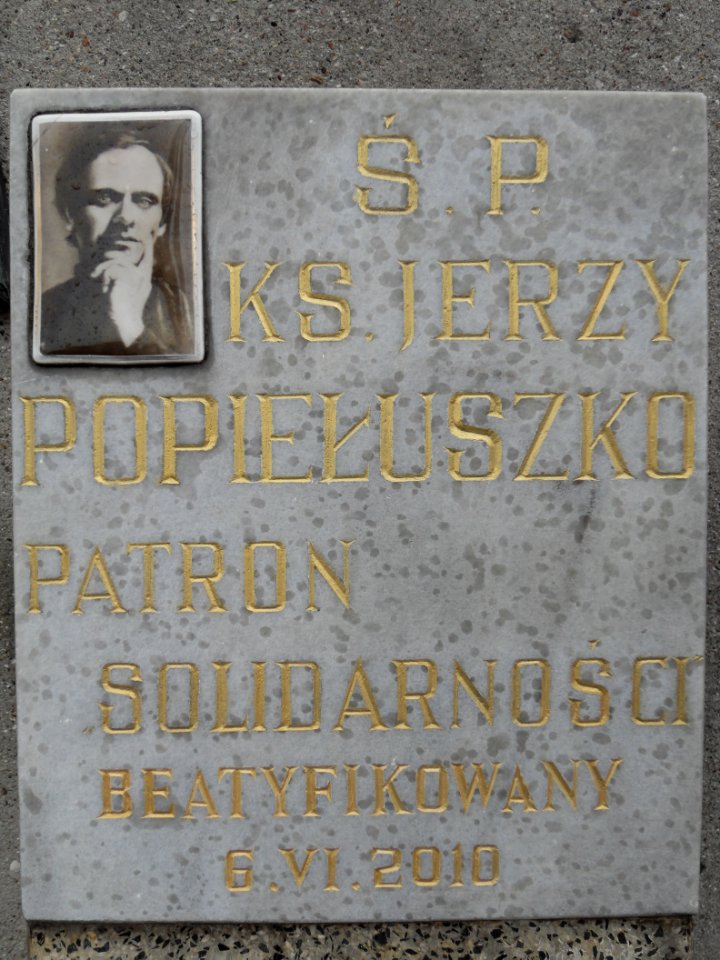 Ś. P.
KS. JERZY
POPIEŁUSZKO
PATRON
„SOLIDARNOŚCI"
BEATYFIKOWANY
6.VI.2010